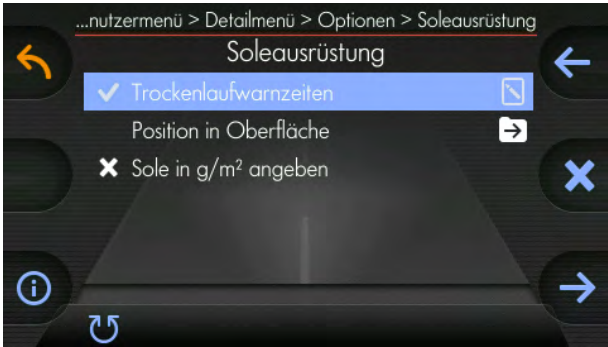 ...nutzermenü > Detailmenü > Optionen > Soleausrüstung
Soleausrüstung
Trockenlaufwarnzeiten
Position in Oberfläche
Sole in g/m² angeben